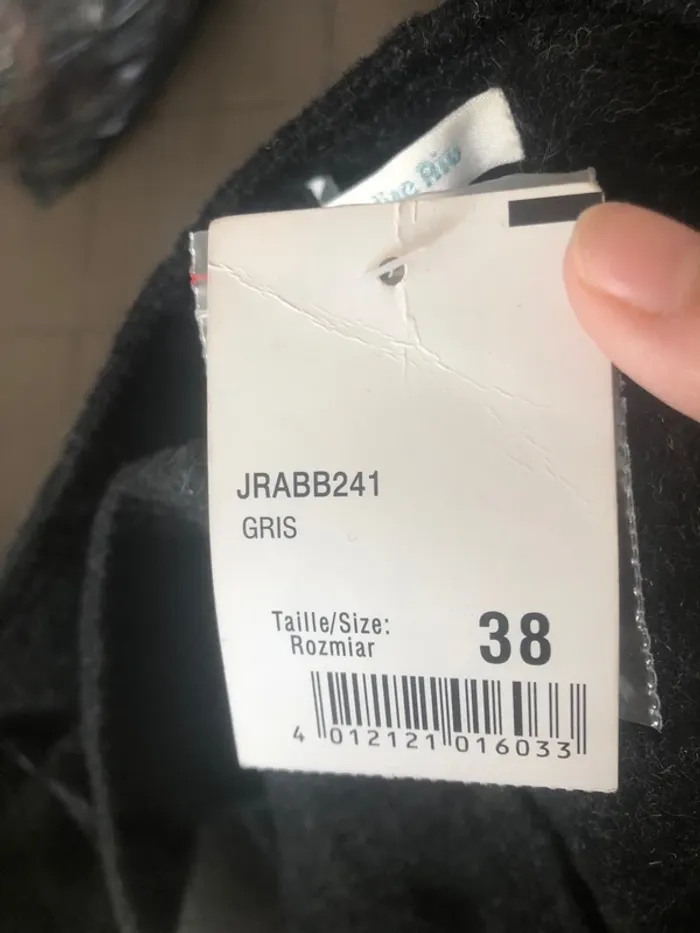 JRABB241
GRIS
Taille/Size:
Rozmiar
38
4 012121 016033